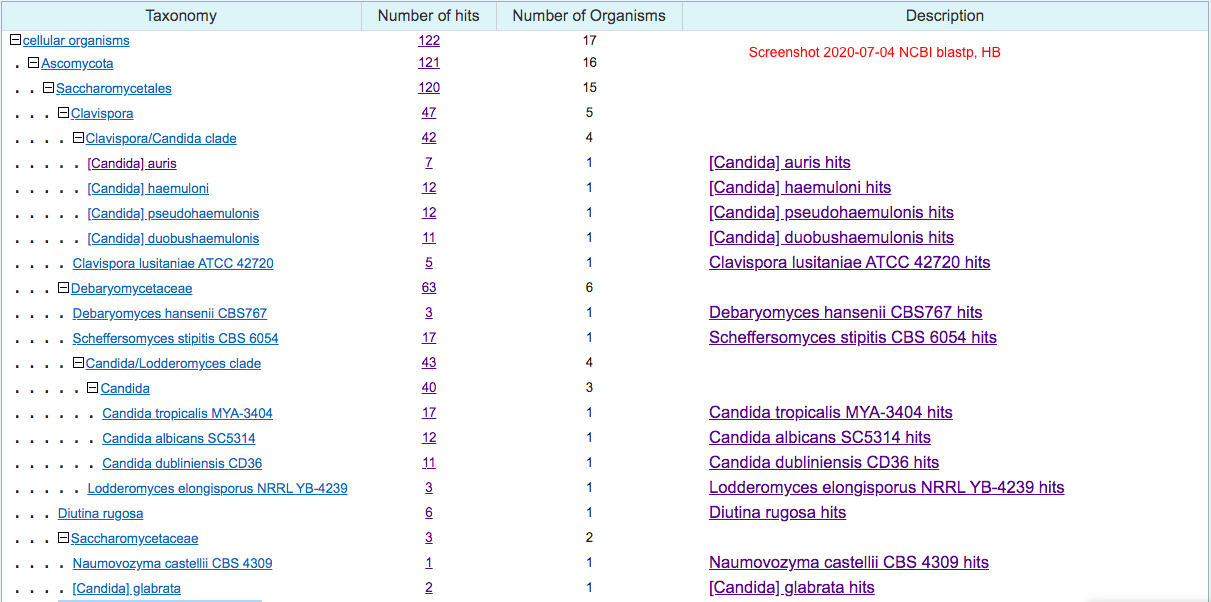 Taxonomy Number of hits Number of Organisms Description
cellular organisms 122 17
Screenshot 2020-07-04 NCBI blastp, HB
. Ascomycota 121 16
. . Saccharomycetales 120 15
. . . Clavispora 47 5
. . . . Clavispora/Candida clade 42 4
. . . . . [Candida] auris 7 1 [Candida] auris hits
. . . . . [Candida] haemuloni 12 1 [Candida] haemuloni hits
. . . . . [Candida] pseudohaemulonis 12 1 [Candida] pseudohaemulonis hits
. . . . . [Candida] duobushaemulonis 11 1 [Candida] duobushaemulonis hits
. . . . Clavispora lusitaniae ATCC 42720 5 1 Clavispora lusitaniae ATCC 42720 hits
. . . Debaryomycetaceae 63 6
. . . . Debaryomyces hansenii CBS767 3 1 Debaryomyces hansenii CBS767 hits
. . . . Scheffersomyces stipitis CBS 6054 17 1 Scheffersomyces stipitis CBS 6054 hits
. . . . Candida/Lodderomyces clade 43 4
. . . . . Candida 40 3
. . . . . . Candida tropicalis MYA-3404 17 1 Candida tropicalis MYA-3404 hits
. . . . . . Candida albicans SC5314 12 1 Candida albicans SC5314 hits
. . . . . . Candida dubliniensis CD36 11 1 Candida dubliniensis CD36 hits
. . . . . Lodderomyces elongisporus NRRL YB-4239 3 1 Lodderomyces elongisporus NRRL YB-4239 hits
. . . Diutina rugosa 6 1 Diutina rugosa hits
. . . Saccharomycetaceae 3 2
. . . . Naumovozyma castellii CBS 4309 1 1 Naumovozyma castellii CBS 4309 hits
. . . . [Candida] glabrata 2 1 [Candida] glabrata hits